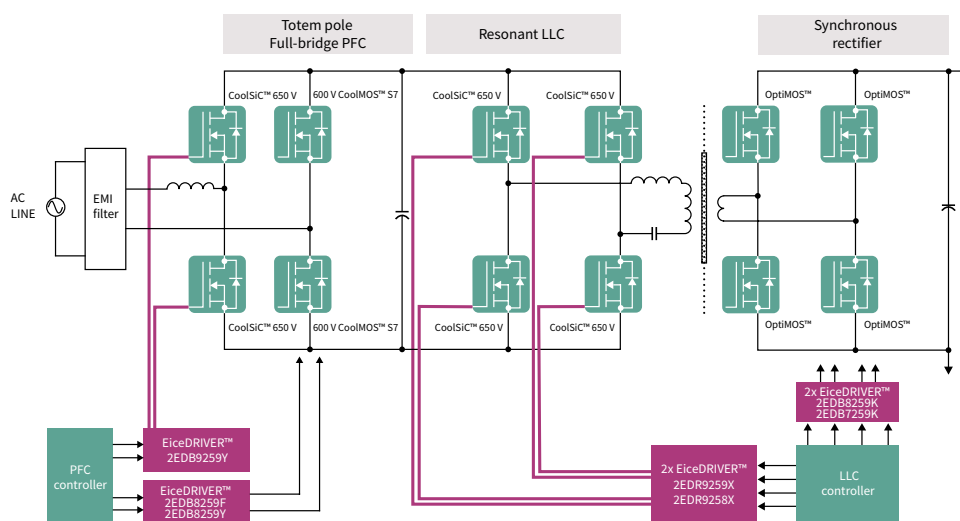 Totem pole
Full-bridge PFC
Resonant LLC
Synchronous
rectifier
CoolSiC™ 650 V
600 V CoolMOS™ S7
CoolSiC™ 650 V
CoolSiC™ 650 V
OptiMOS™
OptiMOS™
AC
LINE
EMI
filter
CoolSiC™ 650 V
600 V CoolMOS™ S7
CoolSiC™ 650 V
CoolSiC™ 650 V
OptiMOS™
OptiMOS™
2x EiceDRIVER™
2EDB8259K
2EDB7259K
PFC
controller
EiceDRIVER™
2EDB9259Y
EiceDRIVER™
2EDB8259F
2EDB8259Y
2x EiceDRIVER™
2EDR9259X
2EDR9258X
LLC
controller